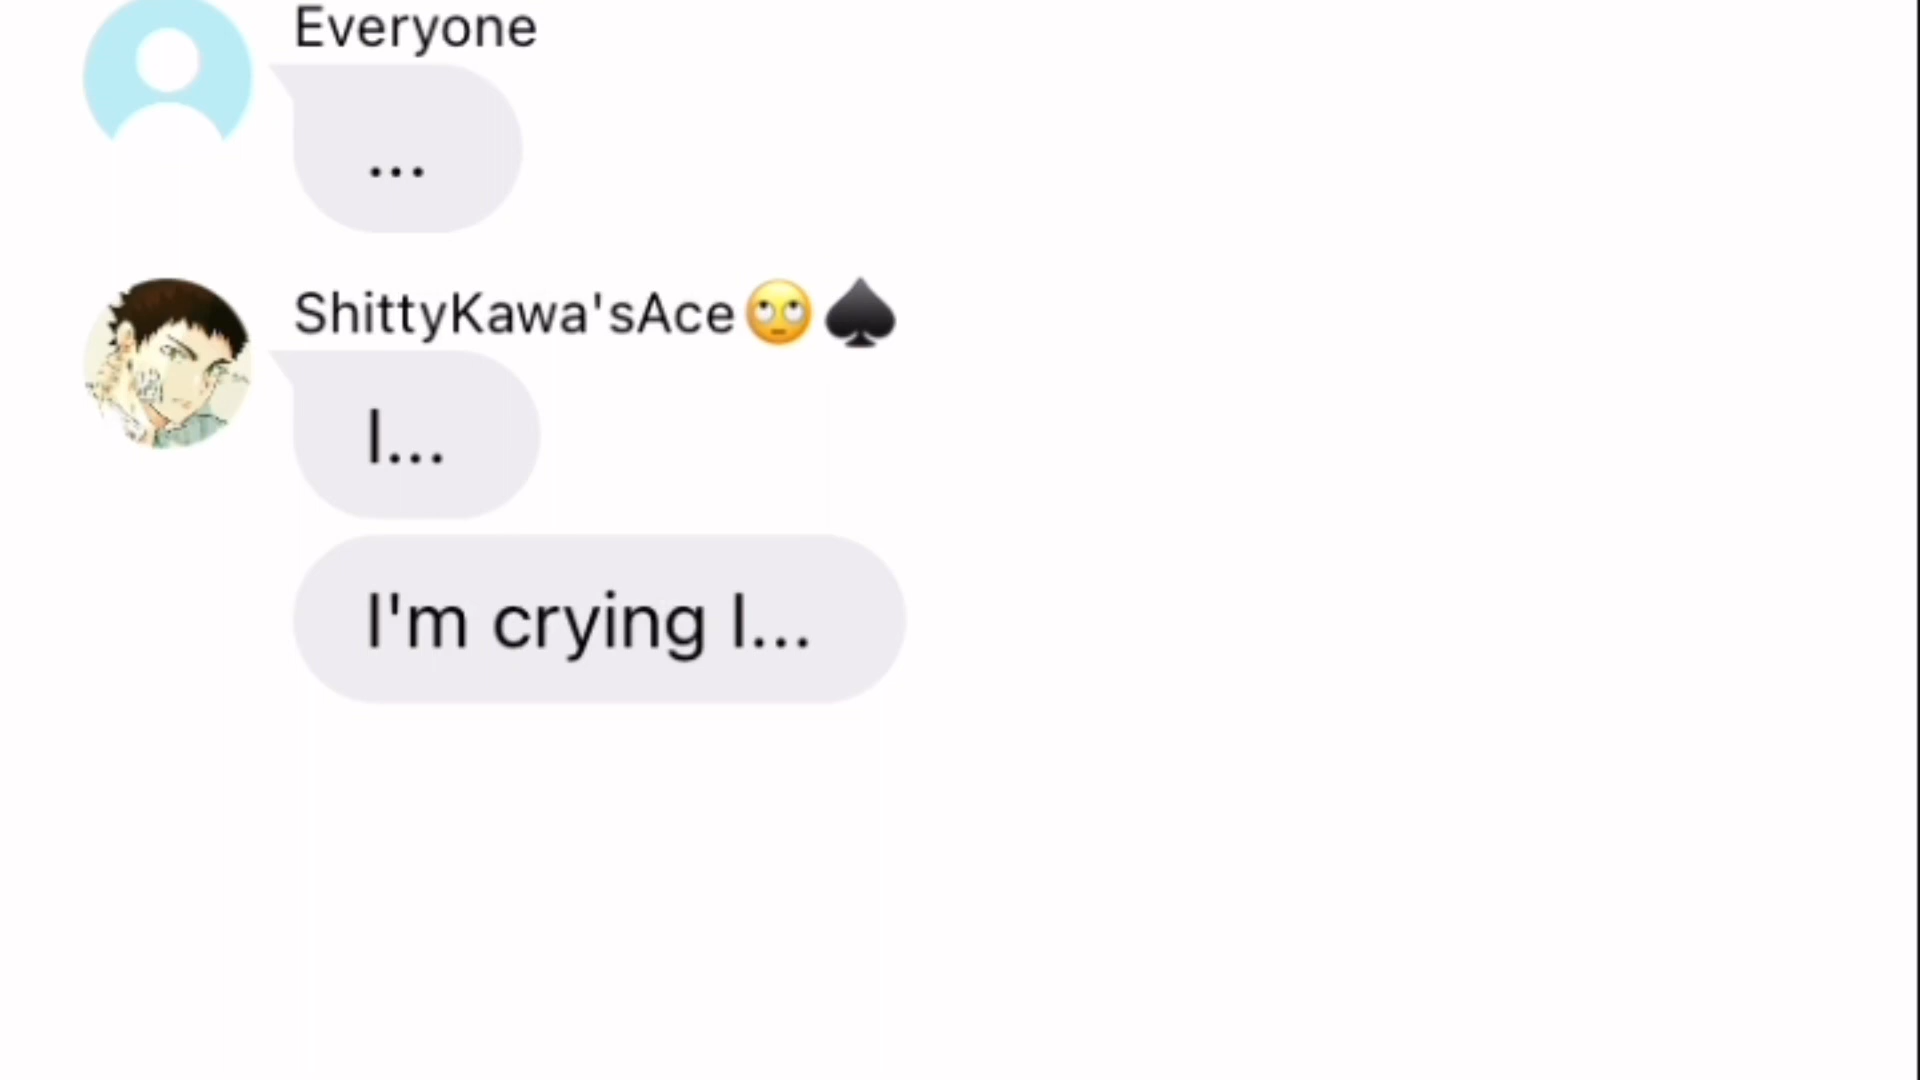 Everyone
...
ShittyKawa'sAce🙄♠️
I...
I'm crying I...